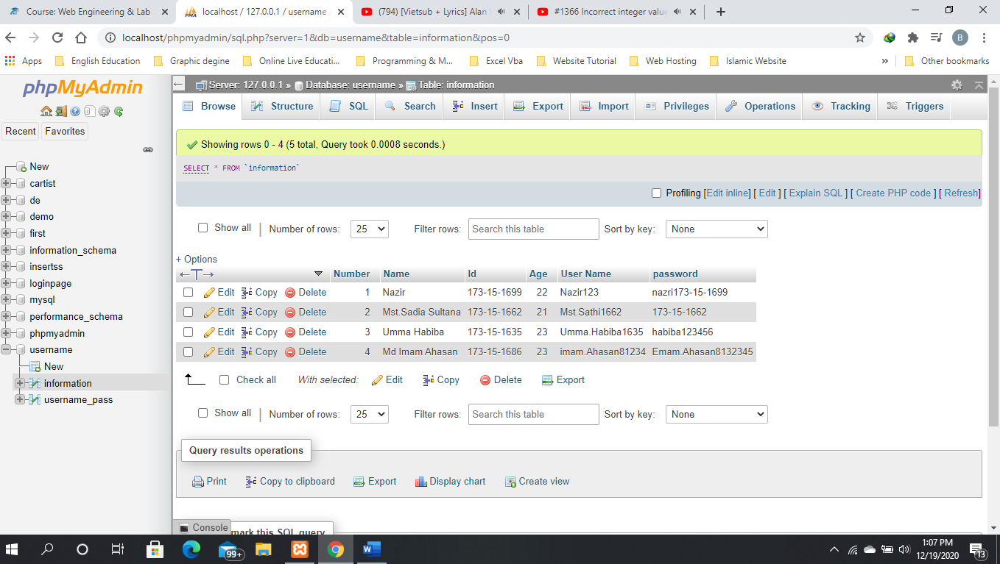 Course: Web Engineering & Lab
localhost / 127.0.0.1 / username
(794) [Vietsub + Lyrics] Alan
#1366 Incorrect integer value
localhost/phpmyadmin/sql.php?server=1&db=username&table=information&pos=0
B
Apps English Education Graphic degine Online Live Educati... Programming & M... Excel Vba Website Tutorial Web Hosting Islamic Website » Other bookmarks
phpMyAdmin
Recent Favorites
New
cartist
de
demo
first
information_schema
insertss
loginpage
mysql
performance_schema
phpmyadmin
username
New
information
username_pass
Server: 127.0.0.1 » Database: username » Table: information
Browse Structure SQL Search Insert Export Import Privileges Operations Tracking Triggers
Showing rows 0 - 4 (5 total, Query took 0.0008 seconds.)
SELECT * FROM `information`
Profiling [Edit inline] [ Edit ] [ Explain SQL ] [ Create PHP code ] [ Refresh]
Show all | Number of rows: 25 Filter rows: Search this table Sort by key: None
+ Options
Number Name Id Age User Name password
Edit Copy Delete 1 Nazir 173-15-1699 22 Nazir123 nazri173-15-1699
Edit Copy Delete 2 Mst.Sadia Sultana 173-15-1662 21 Mst.Sathi1662 173-15-1662
Edit Copy Delete 3 Umma Habiba 173-15-1635 23 Umma.Habiba1635 habiba123456
Edit Copy Delete 4 Md Imam Ahasan 173-15-1686 23 imam.Ahasan81234 Emam.Ahasan8132345
Check all With selected: Edit Copy Delete Export
Show all | Number of rows: 25 Filter rows: Search this table Sort by key: None
Query results operations
Print Copy to clipboard Export Display chart Create view
Console
mark this SQL query
99+
1:07 PM
12/19/2020
13